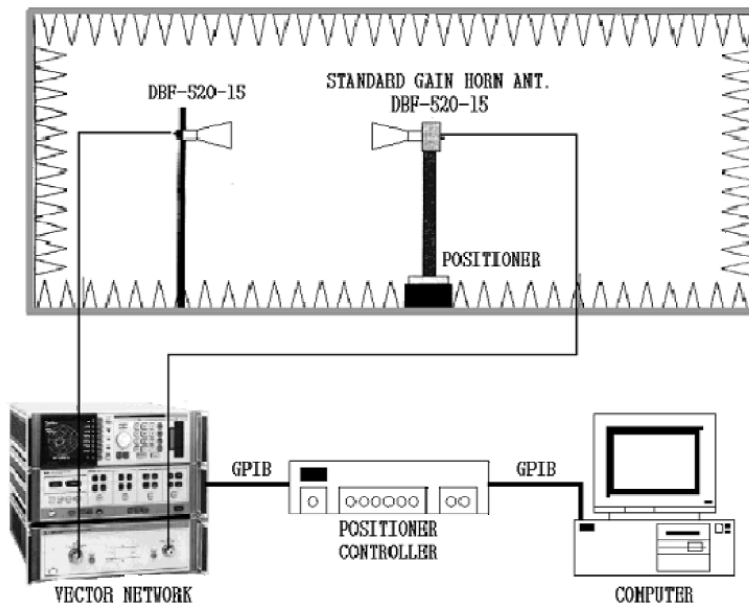 DBF-520-15
STANDARD GAIN HORN ANT.
DBF-520-15
POSITIONER
GPIB
GPIB
POSITIONER
CONTROLLER
VECTOR NETWORK
COMPUTER